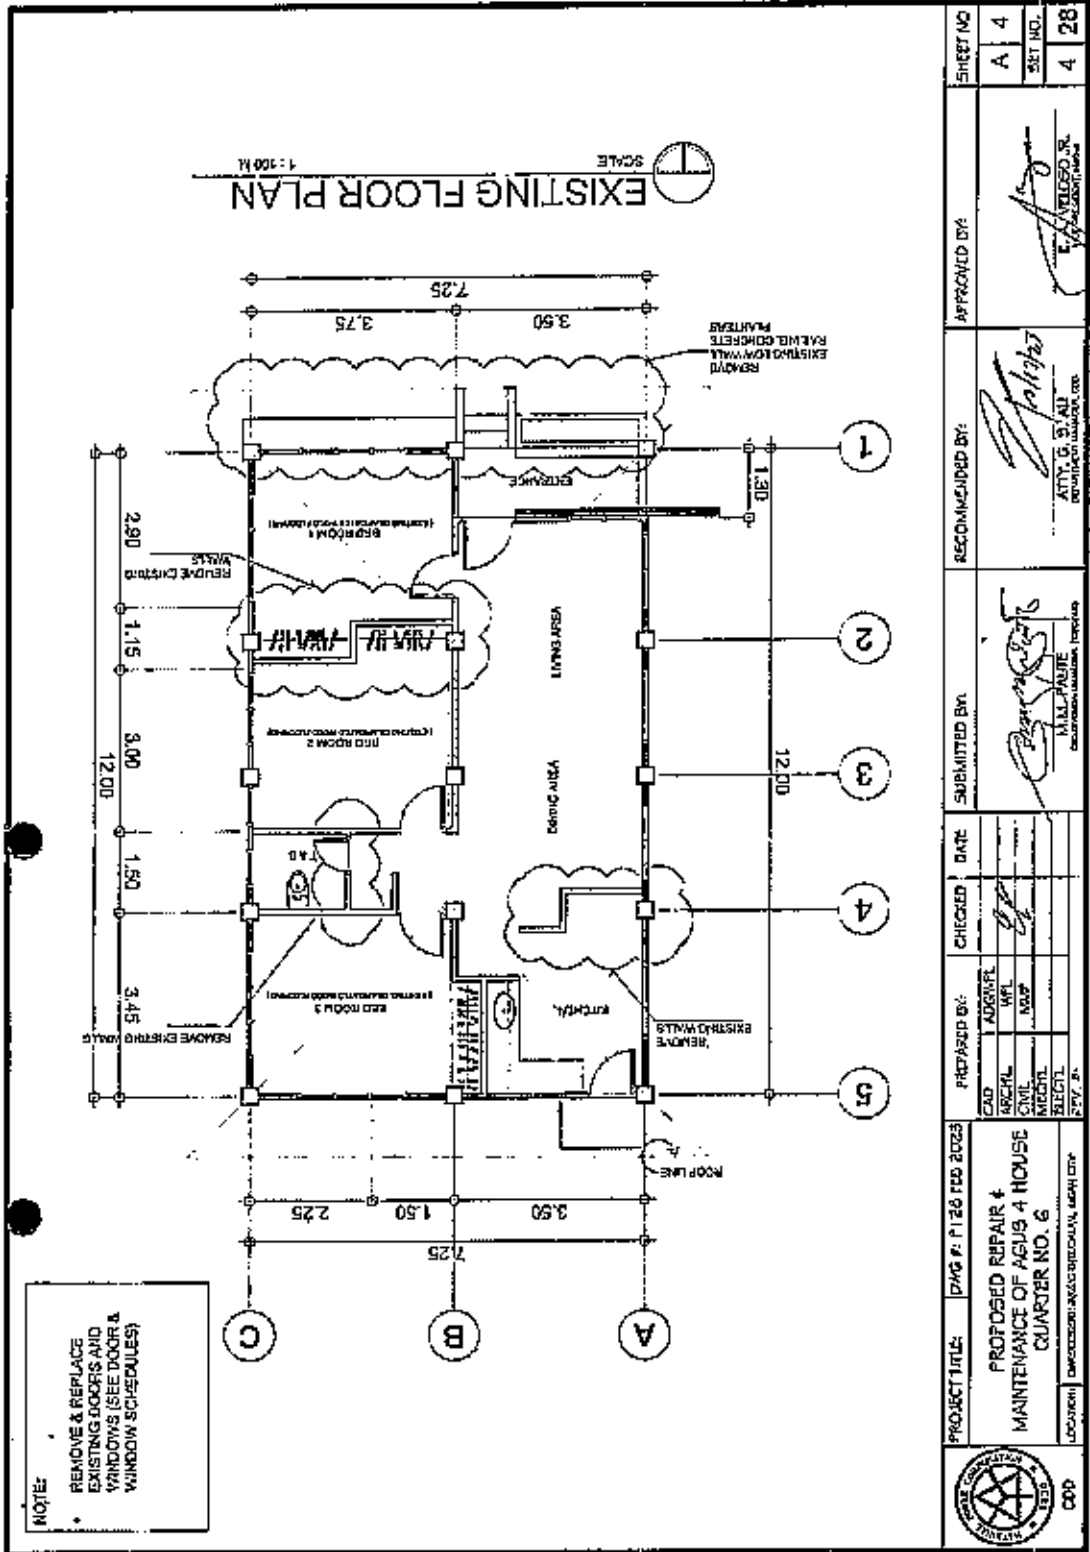 NOTE:
REMOVE & REPLACE
EXISTING DOORS AND
WINDOWS (SEE DOOR &
WINDOW SCHEDULES)
EXISTING FLOOR PLAN
SCALE
1 : 100 M
7.25
3.50
3.75
REMOVE
EXISTING LOW WALL
PLANTERS
1
2
3
4
5
1.30
12.00
ENTRANCE
BEDROOM 1
REMOVE EXISTING
WALLS
LIVING AREA
BED ROOM 2
DINING AREA
T & B
BED ROOM 3
KITCHEN
REMOVE EXISTING WALLS
REMOVE
EXISTING WALLS
ROOF LINE
2.90
1.15
3.00
1.50
3.45
12.00
3.50
1.50
2.25
7.25
A
B
C
CDD
PROJECT TITLE:
PROPOSED REPAIR &
MAINTENANCE OF AGUS 4 HOUSE
QUARTER NO. 6
LOCATION:
PREPARED BY:
CHECKED
DATE
CAD
ARCH'L
CIVIL
MECH'L
ELECT'L
SUBMITTED BY:
RECOMMENDED BY:
ATTY. G. B. ALI
APPROVED BY:
SHEET NO
A 4
SET NO.
4 28